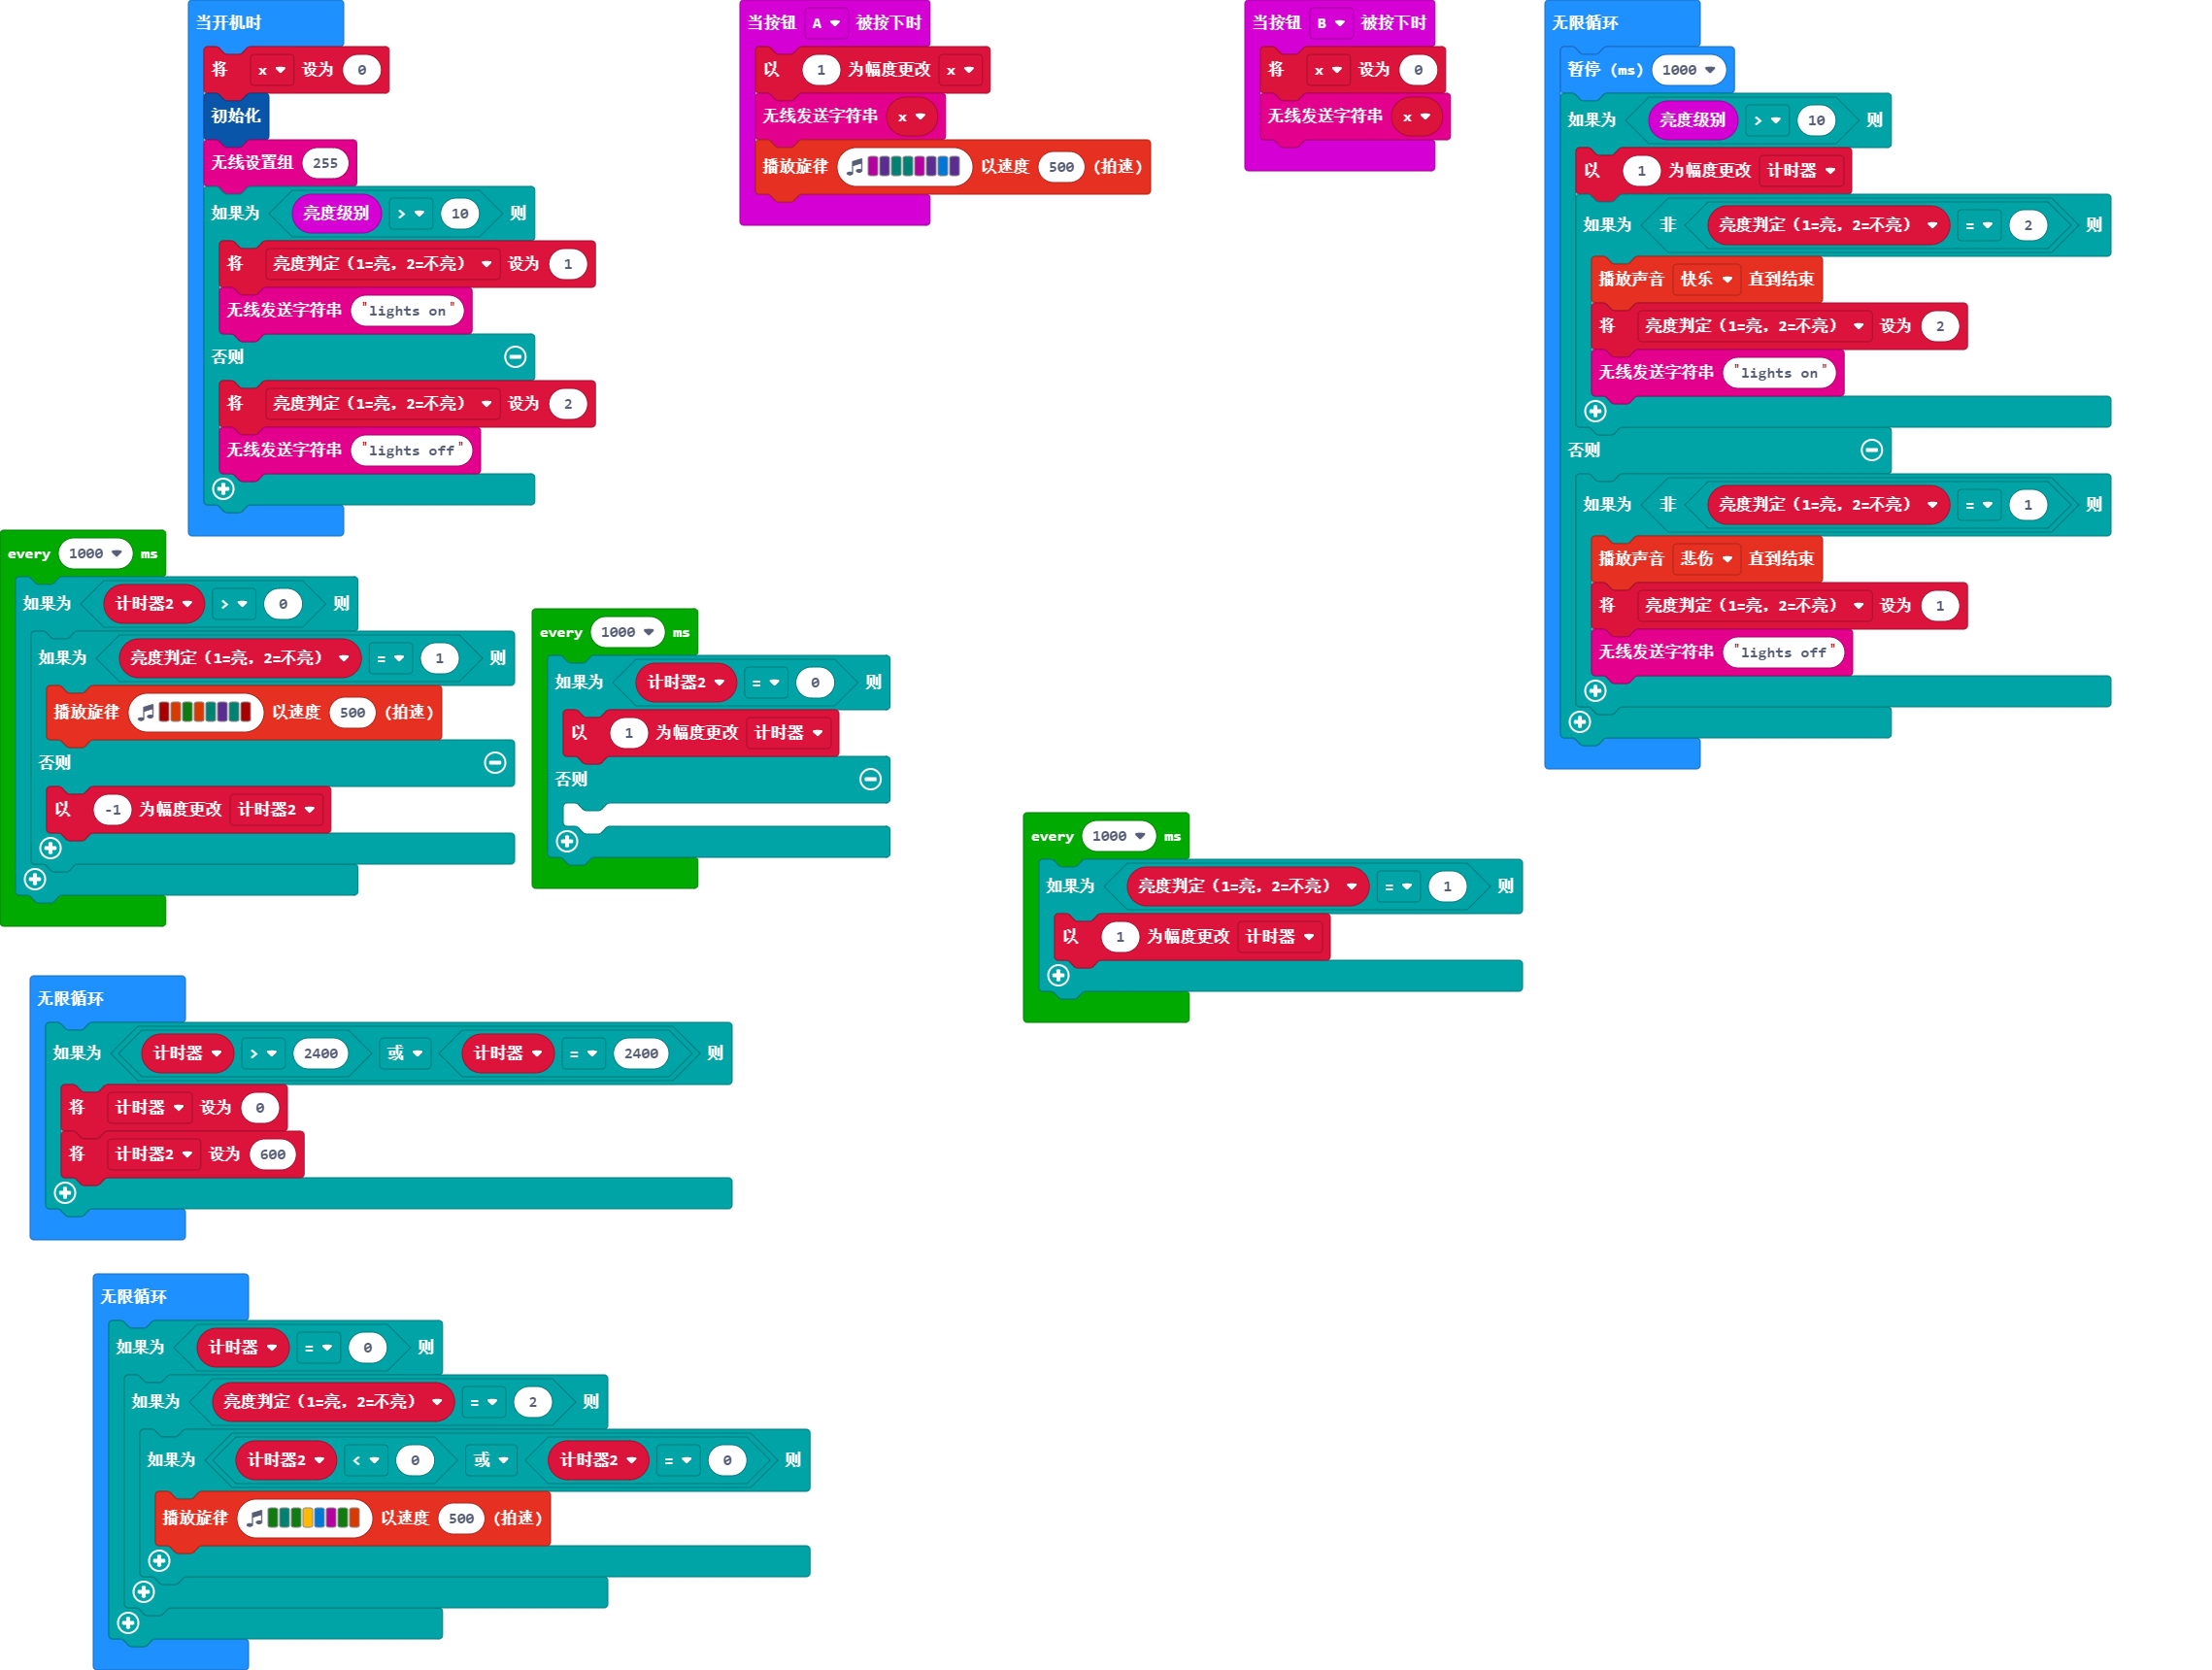 当开机时
将 x 设为 0
初始化
无线设置组 255
如果为 亮度级别 > 10 则
将 亮度判定（1=亮，2=不亮） 设为 1
无线发送字符串 "lights on"
否则
将 亮度判定（1=亮，2=不亮） 设为 2
无线发送字符串 "lights off"
当按钮 A 被按下时
以 1 为幅度更改 x
无线发送字符串 x
播放旋律 以速度 500 (拍速)
当按钮 B 被按下时
将 x 设为 0
无线发送字符串 x
无限循环
暂停 (ms) 1000
如果为 亮度级别 > 10 则
以 1 为幅度更改 计时器
如果为 非 亮度判定（1=亮，2=不亮） = 2 则
播放声音 快乐 直到结束
将 亮度判定（1=亮，2=不亮） 设为 2
无线发送字符串 "lights on"
否则
如果为 非 亮度判定（1=亮，2=不亮） = 1 则
播放声音 悲伤 直到结束
将 亮度判定（1=亮，2=不亮） 设为 1
无线发送字符串 "lights off"
every 1000 ms
如果为 计时器2 > 0 则
如果为 亮度判定（1=亮，2=不亮） = 1 则
播放旋律 以速度 500 (拍速)
否则
以 -1 为幅度更改 计时器2
every 1000 ms
如果为 计时器2 = 0 则
以 1 为幅度更改 计时器
否则
every 1000 ms
如果为 亮度判定（1=亮，2=不亮） = 1 则
以 1 为幅度更改 计时器
无限循环
如果为 计时器 > 2400 或 计时器 = 2400 则
将 计时器 设为 0
将 计时器2 设为 600
无限循环
如果为 计时器 = 0 则
如果为 亮度判定（1=亮，2=不亮） = 2 则
如果为 计时器2 < 0 或 计时器2 = 0 则
播放旋律 以速度 500 (拍速)